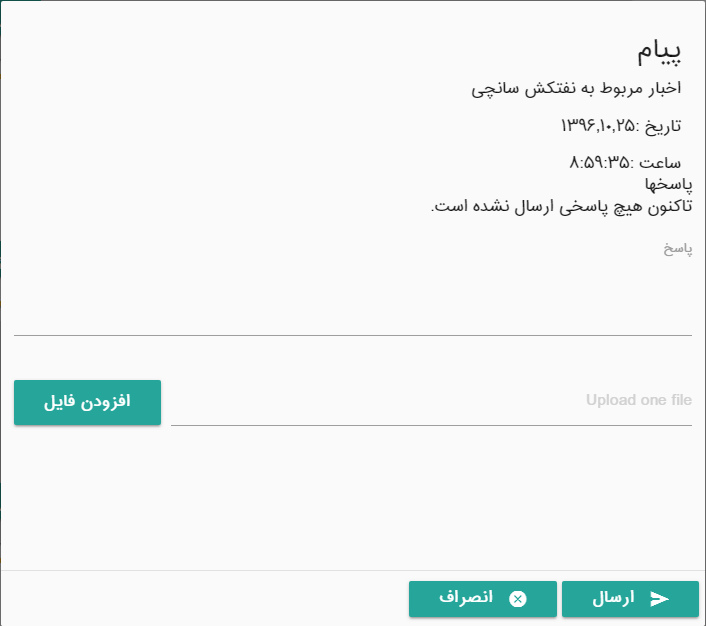 پیام
اخبار مربوط به نفتکش سانچی
تاریخ :۱۳۹۶,۱۰,۲۵
ساعت :۸:۵۹:۳۵
پاسخها
تاکنون هیچ پاسخی ارسال نشده است.
پاسخ
Upload one file
افزودن فایل
ارسال
انصراف